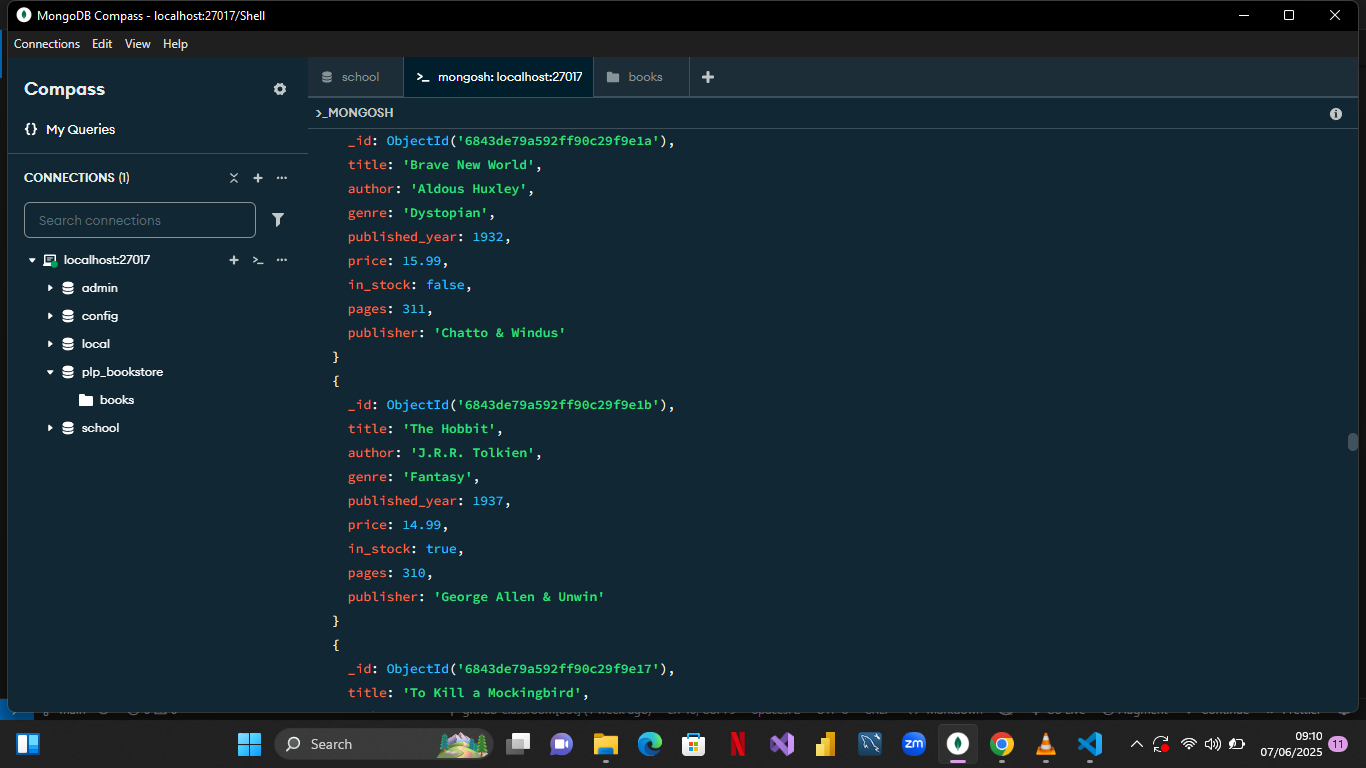 MongoDB Compass - localhost:27017/Shell
Connections Edit View Help
Compass
{} My Queries
CONNECTIONS (1)
Search connections
localhost:27017
admin
config
local
plp_bookstore
books
school
school
>_ mongosh: localhost:27017
books
>_MONGOSH
_id: ObjectId('6843de79a592ff90c29f9e1a'),
title: 'Brave New World',
author: 'Aldous Huxley',
genre: 'Dystopian',
published_year: 1932,
price: 15.99,
in_stock: false,
pages: 311,
publisher: 'Chatto & Windus'
}
{
_id: ObjectId('6843de79a592ff90c29f9e1b'),
title: 'The Hobbit',
author: 'J.R.R. Tolkien',
genre: 'Fantasy',
published_year: 1937,
price: 14.99,
in_stock: true,
pages: 310,
publisher: 'George Allen & Unwin'
}
{
_id: ObjectId('6843de79a592ff90c29f9e17'),
title: 'To Kill a Mockingbird',
Search
zm
09:10
07/06/2025
11